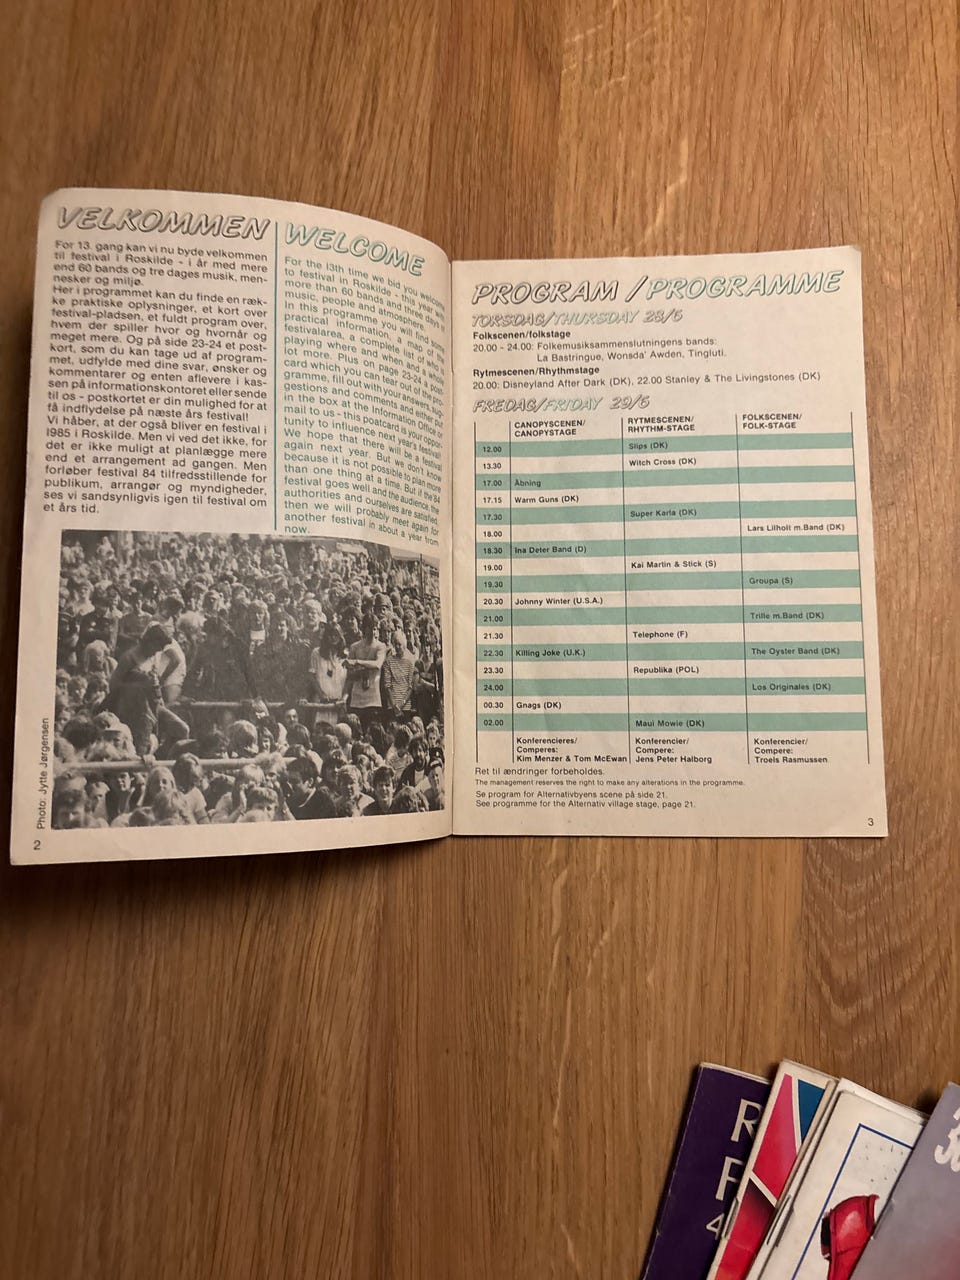 VELKOMMEN
For 13. gang kan vi nu byde velkommen
til festival i Roskilde - i år med mere
end 60 bands og tre dages musik, men-
nesker og miljø.
Her i programmet kan du finde en ræk-
ke praktiske oplysninger, et kort over
festival-pladsen, et fuldt program over,
hvem der spiller hvor og hvornår og
meget mere. Og på side 23-24 et post-
kort, som du kan tage ud af program-
met, udfylde med dine svar, ønsker og
kommentarer og enten aflevere i kas-
sen på informationskontoret eller sende
til os - postkortet er din mulighed for at
få indflydelse på næste års festival!
Vi håber, at der også bliver en festival i
1985 i Roskilde. Men vi ved det ikke, for
det er ikke muligt at planlægge mere
end et arrangement ad gangen. Men
forløber festival 84 tilfredsstillende for
publikum, arrangør og myndigheder,
ses vi sandsynligvis igen til festival om
et års tid.
WELCOME
For the 13th time we bid you welcome
to festival in Roskilde - this year with
more than 60 bands and three days of
music, people and atmosphere.
In this programme you will find some
practical information, a map of the
festivalarea, a complete list of who is
playing where and when and a whole
lot more. Plus on page 23-24 a post-
card which you can tear out of the pro-
gramme, fill out with your answers, sug-
gestions and comments and either put
in the box at the Information Office or
mail to us - this postcard is your oppor-
tunity to influence next year's festival!
We hope that there will be a festival
again next year. But we don't know
because it is not possible to plan more
than one thing at a time. But if the 84
festival goes well and the audience, the
authorities and ourselves are satisfied,
then we will probably meet again for
another festival in about a year from
now.
Photo: Jytte Jørgensen
2
PROGRAM / PROGRAMME
TORSDAG/THURSDAY 28/6
Folkscenen/folkstage
20.00 - 24.00: Folkemusiksammenslutningens bands:
La Bastringue, Wonsda' Awden, Tingluti.
Rytmescenen/Rhythmstage
20.00: Disneyland After Dark (DK), 22.00 Stanley & The Livingstones (DK)
FREDAG/FRIDAY 29/6
CANOPYSCENEN/ RYTMESCENEN/ FOLKSCENEN/
CANOPYSTAGE RHYTHM-STAGE FOLK-STAGE
12.00 Slips (DK)
13.30 Witch Cross (DK)
17.00 Åbning
17.15 Warm Guns (DK)
17.30 Super Karla (DK)
18.00 Lars Lilholt m.Band (DK)
18.30 Ina Deter Band (D)
19.00 Kai Martin & Stick (S)
19.30 Groupa (S)
20.30 Johnny Winter (U.S.A.)
21.00 Trille m.Band (DK)
21.30 Telephone (F)
22.30 Killing Joke (U.K.) The Oyster Band (DK)
23.30 Republika (POL)
24.00 Los Originales (DK)
00.30 Gnags (DK)
02.00 Maui Mowie (DK)
Konferencieres/ Konferencier/ Konferencier/
Comperes: Compere: Compere:
Kim Menzer & Tom McEwan Jens Peter Halborg Troels Rasmussen
Ret til ændringer forbeholdes.
The management reserves the right to make any alterations in the programme.
Se program for Alternativbyens scene på side 21.
See programme for the Alternativ village stage, page 21.
3
R
F
4